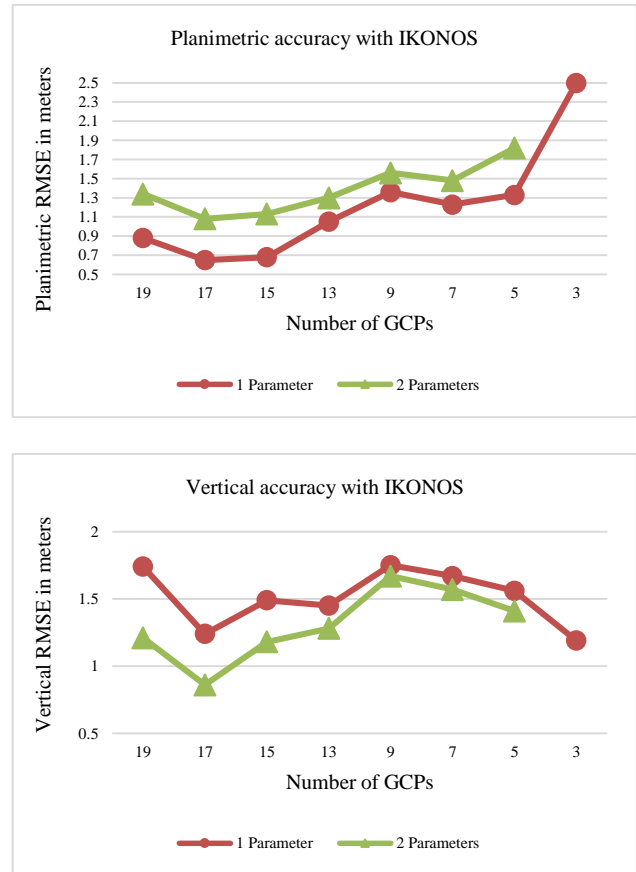 Planimetric accuracy with IKONOS
Planimetric RMSE in meters
2.5
2.3
2.1
1.9
1.7
1.5
1.3
1.1
0.9
0.7
0.5
19 17 15 13 9 7 5 3
Number of GCPs
1 Parameter 2 Parameters
Vertical accuracy with IKONOS
Vertical RMSE in meters
2
1.5
1
0.5
19 17 15 13 9 7 5 3
Number of GCPs
1 Parameter 2 Parameters